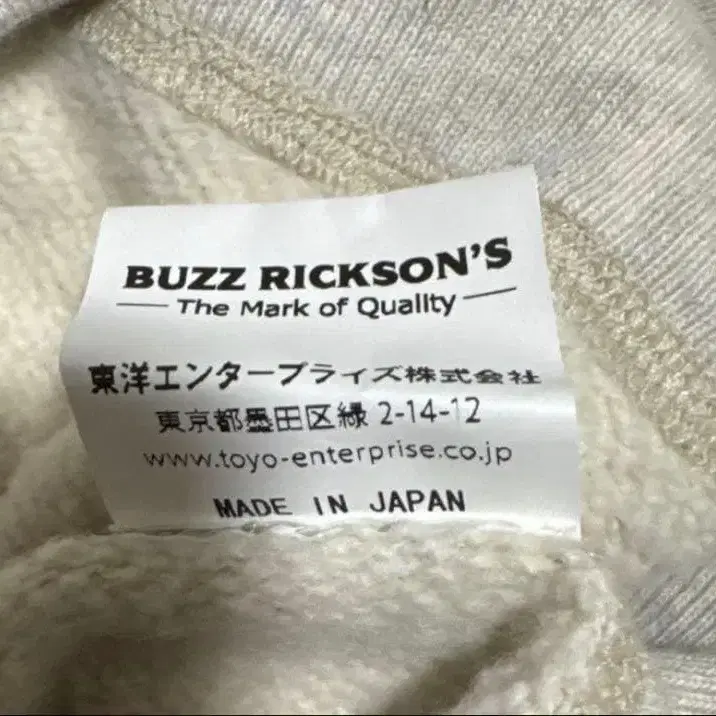 BUZZ RICKSON'S
The Mark of Quality
東洋エンタープライズ株式会社
東京都墨田区緑 2-14-12
www.toyo-enterprise.co.jp
MADE IN JAPAN